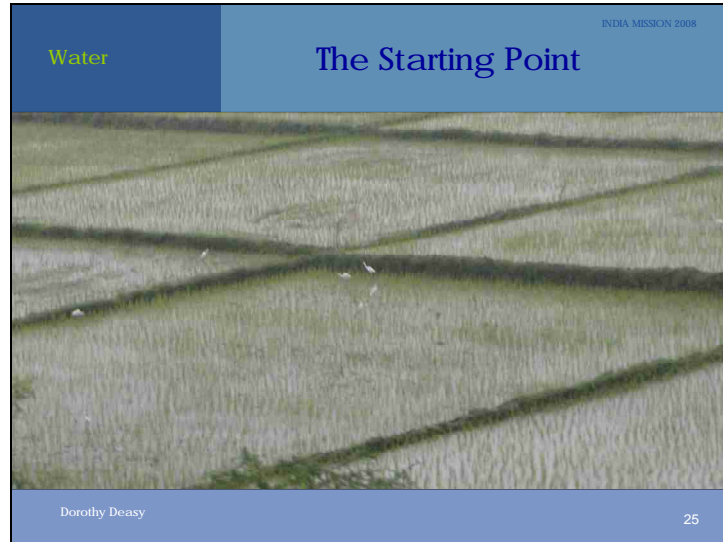 INDIA MISSION 2008
Water
The Starting Point
Dorothy Deasy
25